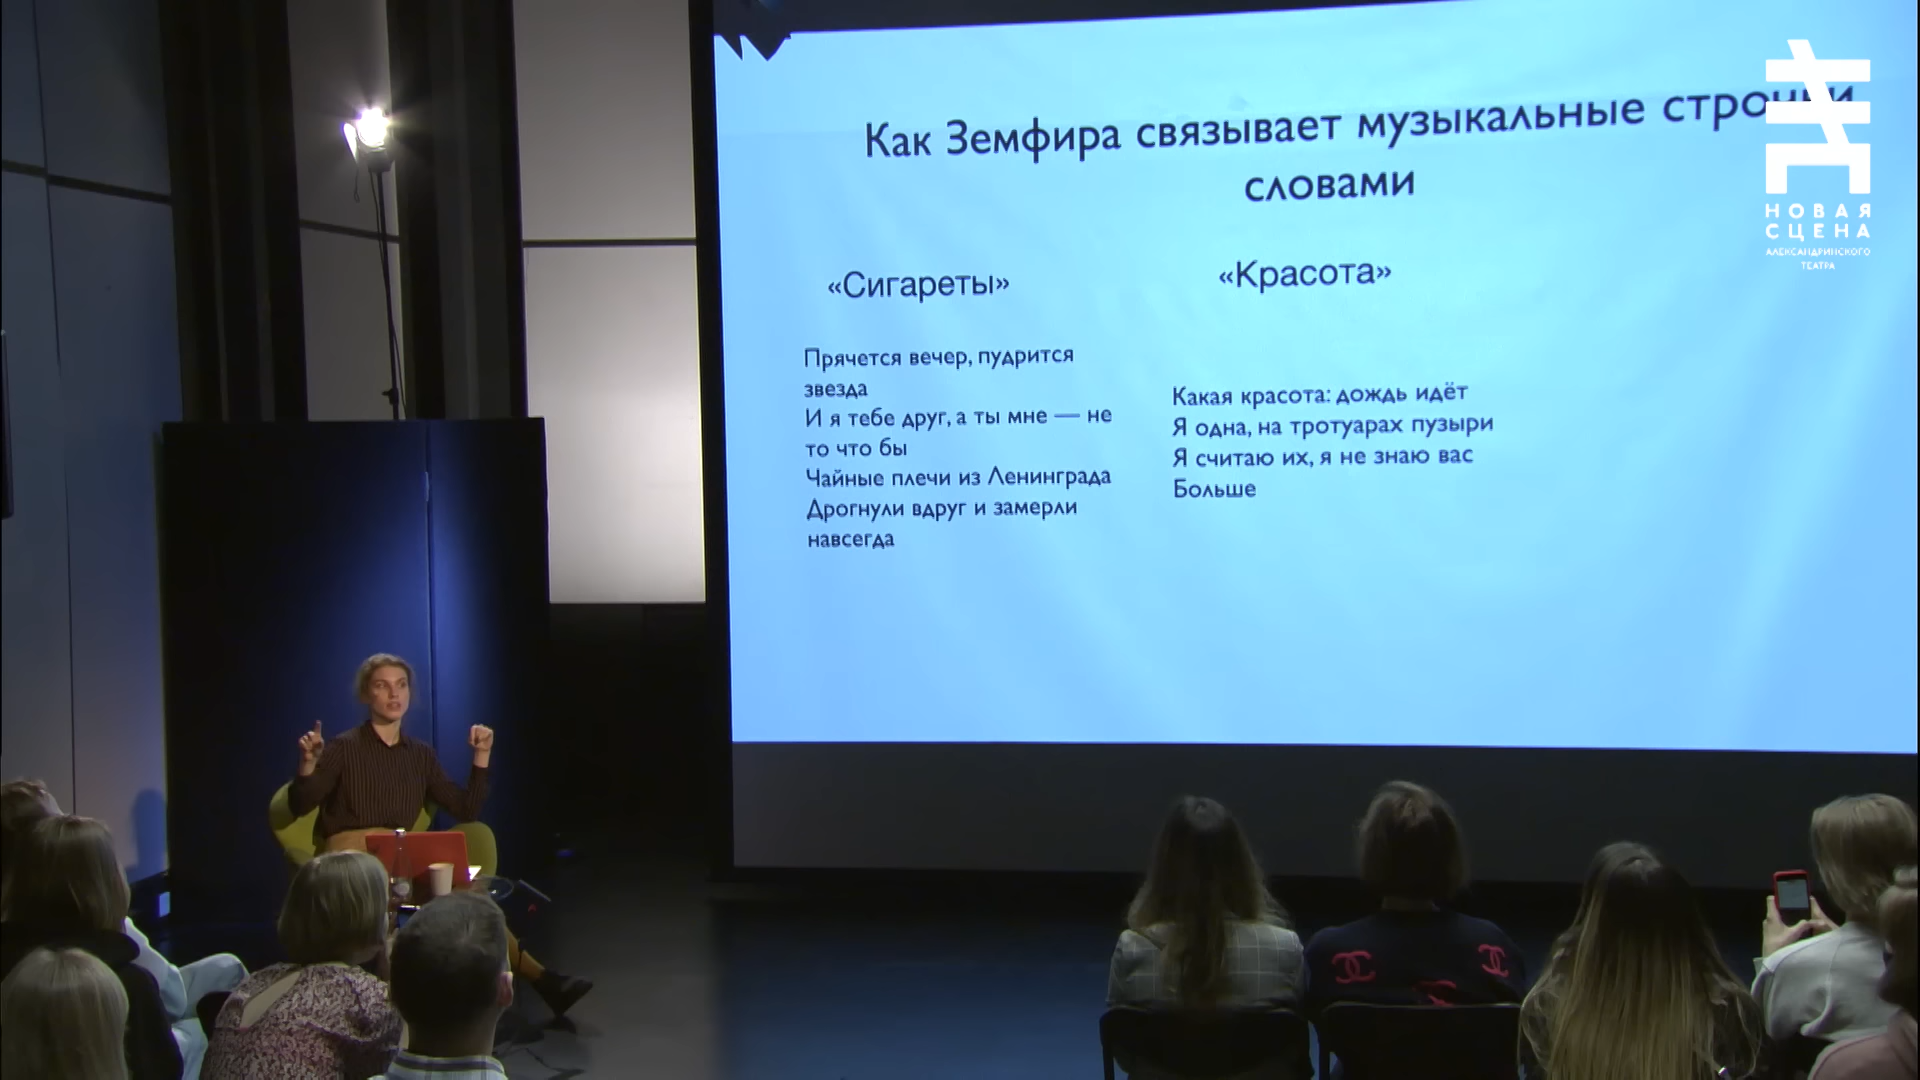 Как Земфира связывает музыкальные строчки
словами
«Сигареты»
Прячется вечер, пудрится
звезда
И я тебе друг, а ты мне — не
то что бы
Чайные плечи из Ленинграда
Дрогнули вдруг и замерли
навсегда
«Красота»
Какая красота: дождь идёт
Я одна, на тротуарах пузыри
Я считаю их, я не знаю вас
Больше
НОВАЯ
СЦЕНА
АЛЕКСАНДРИНСКОГО
ТЕАТРА